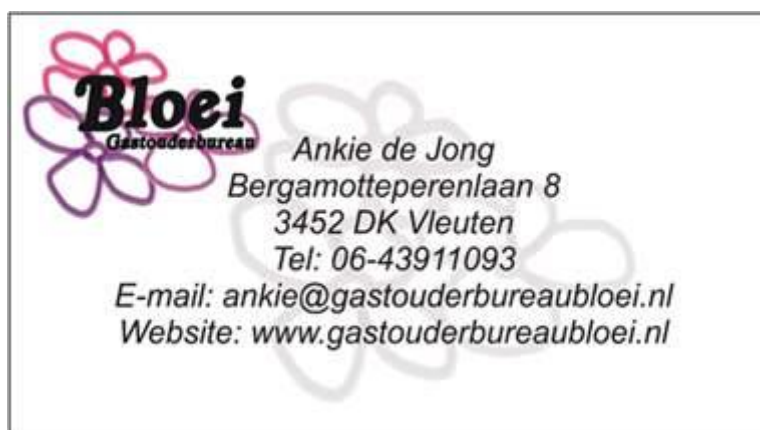 Bloei
Gastouderbureau
Ankie de Jong
Bergamotteperenlaan 8
3452 DK Vleuten
Tel: 06-43911093
E-mail: ankie@gastouderbureaubloei.nl
Website: www.gastouderbureaubloei.nl